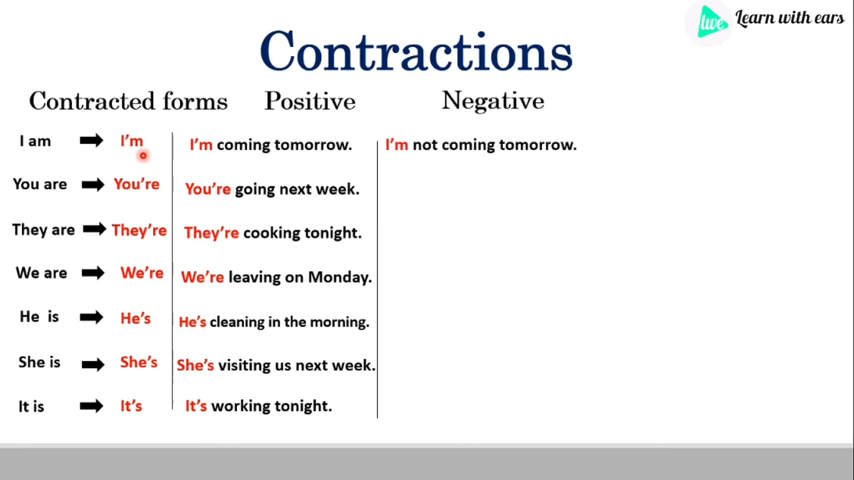 live Learn with ears
Contractions
Contracted forms Positive Negative
I am I'm I'm coming tomorrow. I'm not coming tomorrow.
You are You're You're going next week.
They are They're They're cooking tonight.
We are We're We're leaving on Monday.
He is He's He's cleaning in the morning.
She is She's She's visiting us next week.
It is It's It's working tonight.